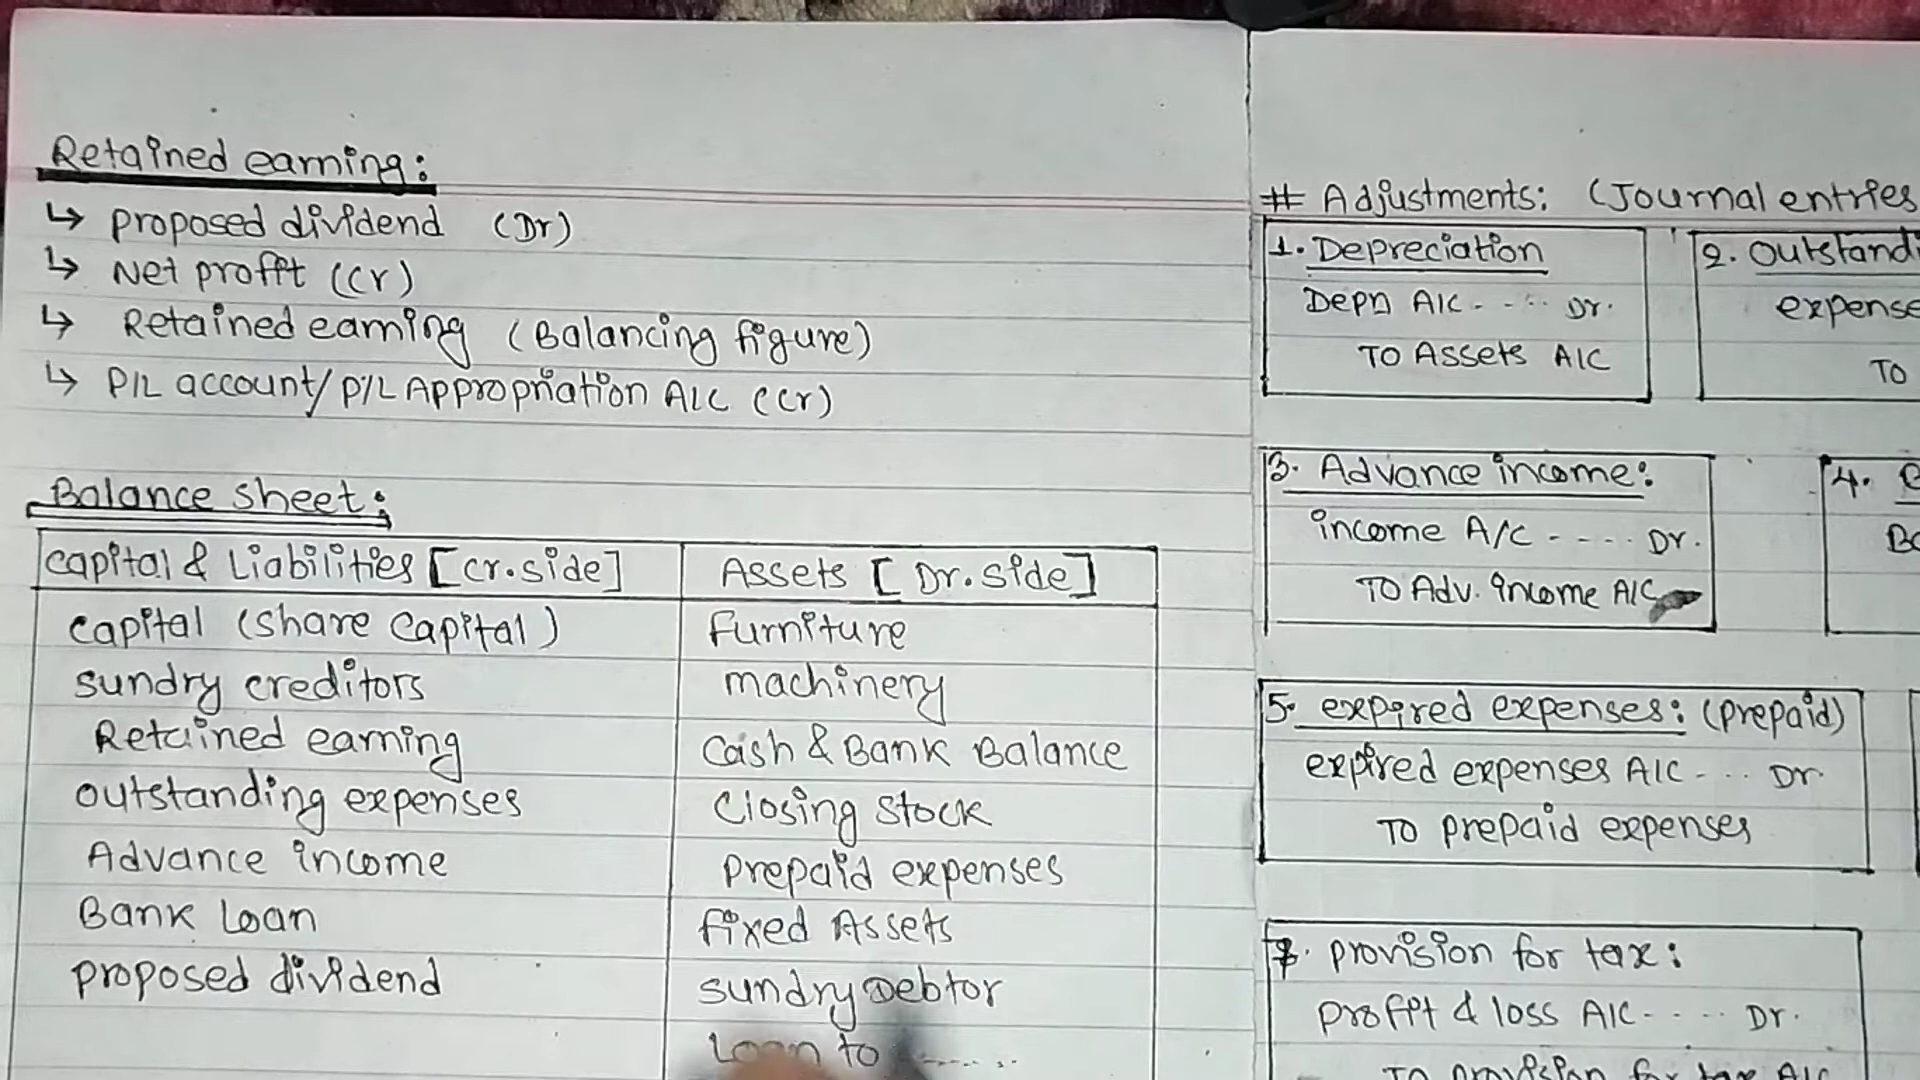 Retained earning:
↳ proposed dividend (Dr)
↳ Net profit (Cr)
↳ Retained earning (Balancing figure)
↳ P/L account/P/L Appropriation A/C (Cr)
Balance sheet:
Capital & Liabilities [Cr. side]
Assets [Dr. side]
capital (share capital)
Furniture
sundry creditors
machinery
Retained earning
Cash & Bank Balance
outstanding expenses
Closing stock
Advance income
Prepaid expenses
Bank Loan
fixed Assets
proposed dividend
sundry Debtor
Loan to ......
# Adjustments: (Journal entries
1. Depreciation
Depn A/C ---- Dr.
To Assets A/C
2. Outstandi
expense
To
3. Advance income:
income A/C ---- Dr.
To Adv. income A/C
4.
5. expired expenses: (prepaid)
expired expenses A/C --- Dr
To prepaid expenses
7. provision for tax:
profit & loss A/C ---- Dr.
To provision for tax A/C